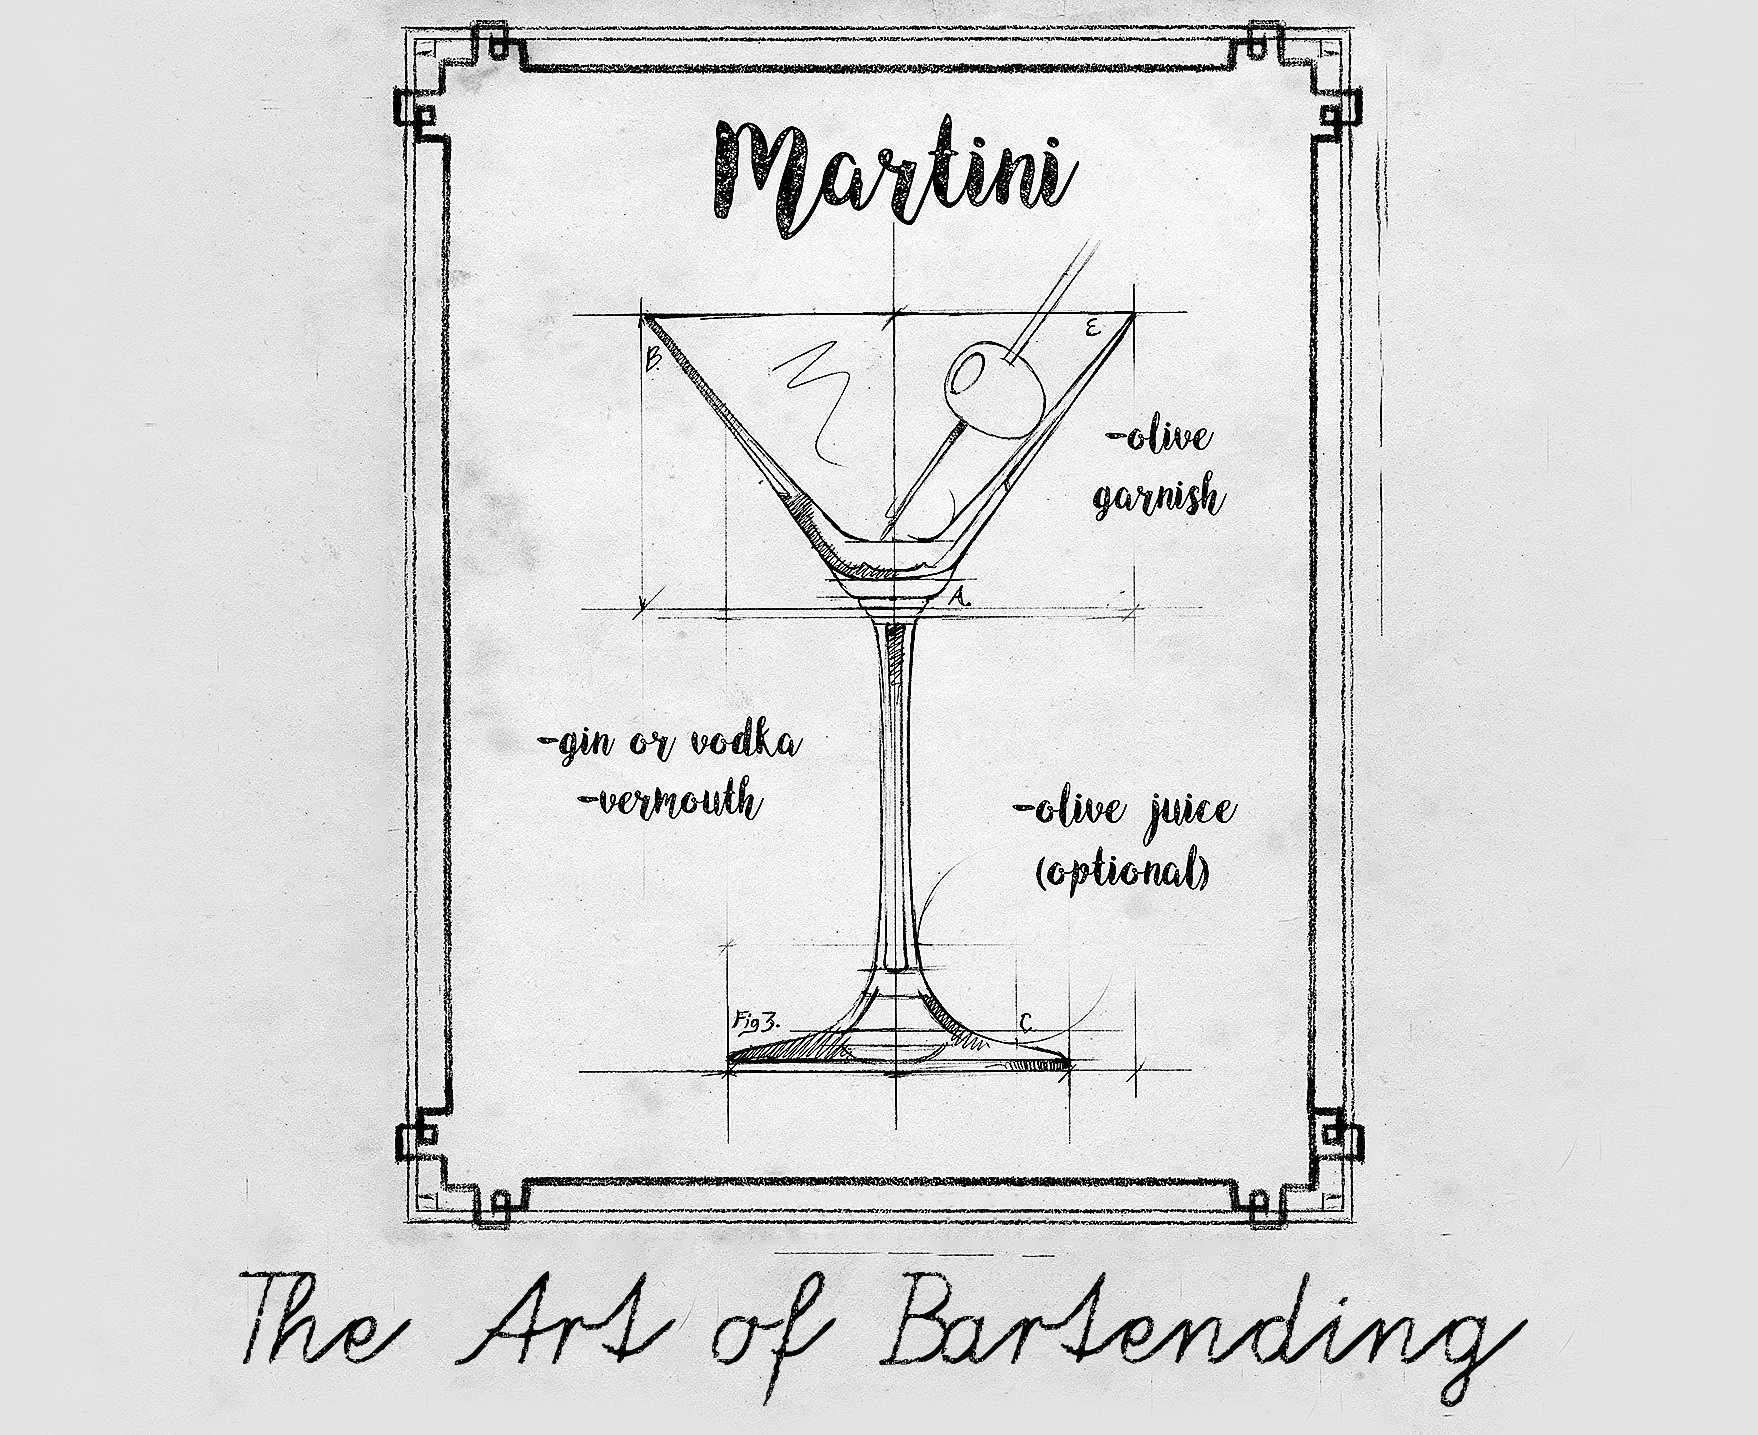 Martini
B.
E
-olive
garnish
A.
-gin or vodka
-vermouth
-olive juice
(optional)
Fig 3.
C
The Art of Bartending